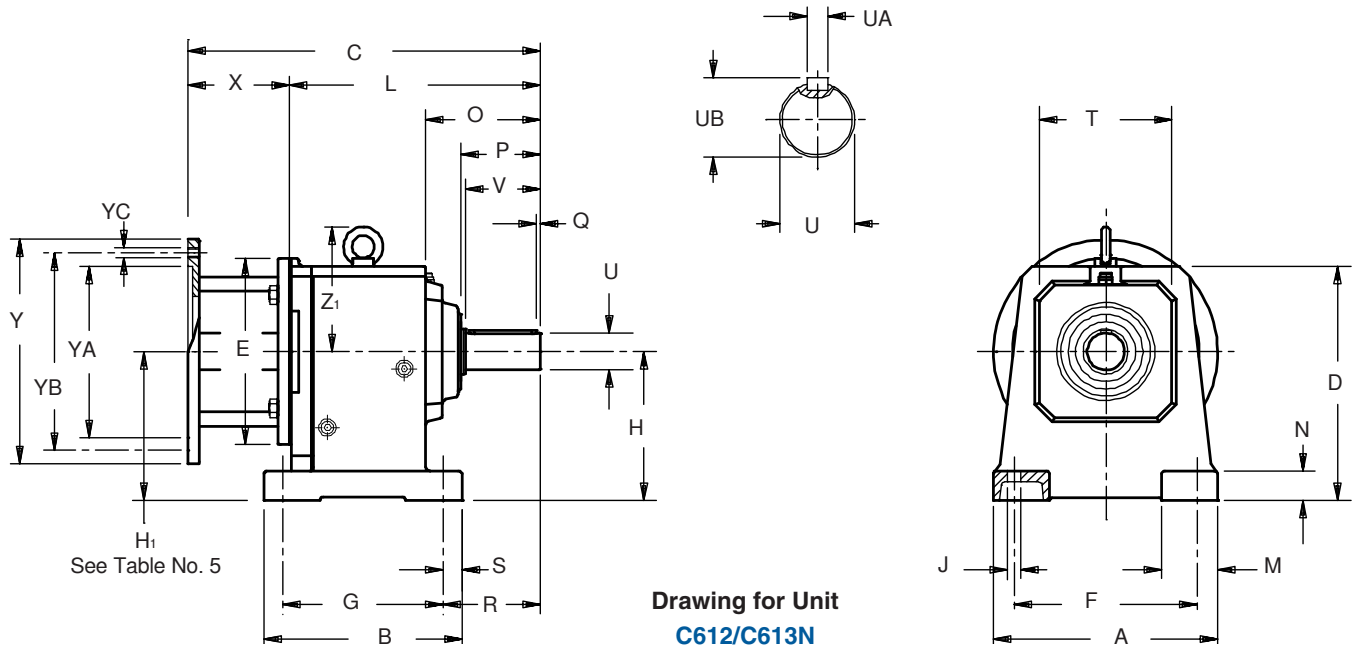 UA
C
X
L
T
O
UB
P
V
YC
Q
U
Z1
U
Y
YA
E
YB
D
H
N
H1
See Table No. 5
S
J
M
G
R
F
Drawing for Unit
B
A
C612/C613N